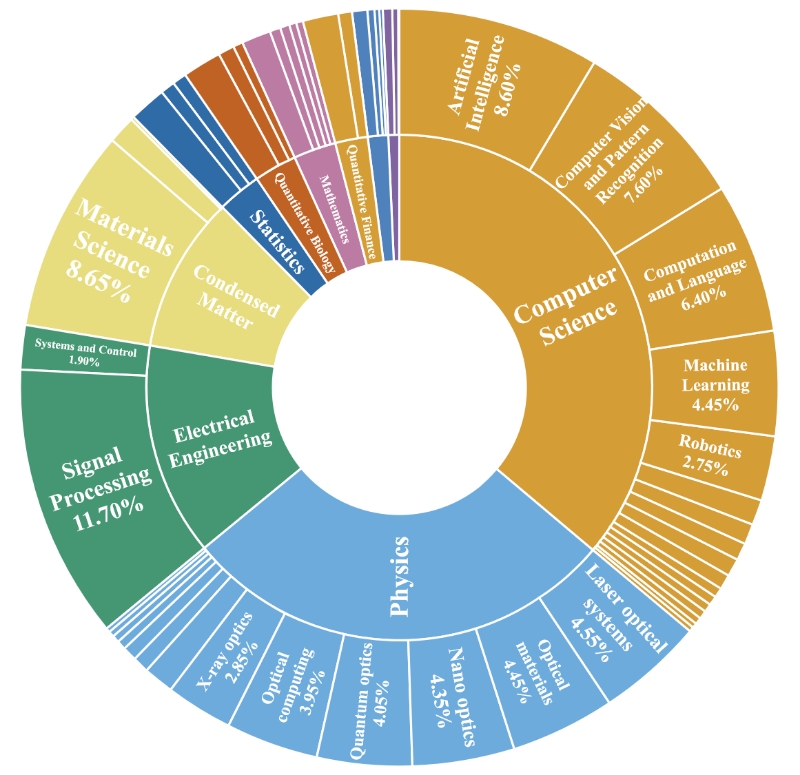 Artificial
Intelligence
8.60%
Computer Vision
and Pattern
Recognition
7.60%
Computation
and Language
6.40%
Machine
Learning
4.45%
Robotics
2.75%
Computer
Science
Laser optical
systems
4.55%
Optical
materials
4.45%
Nano optics
4.35%
Quantum optics
4.05%
Optical
computing
3.95%
X-ray optics
2.85%
Physics
Signal
Processing
11.70%
Systems and Control
1.90%
Electrical
Engineering
Materials
Science
8.65%
Condensed
Matter
Statistics
Quantitative Biology
Mathematics
Quantitative Finance